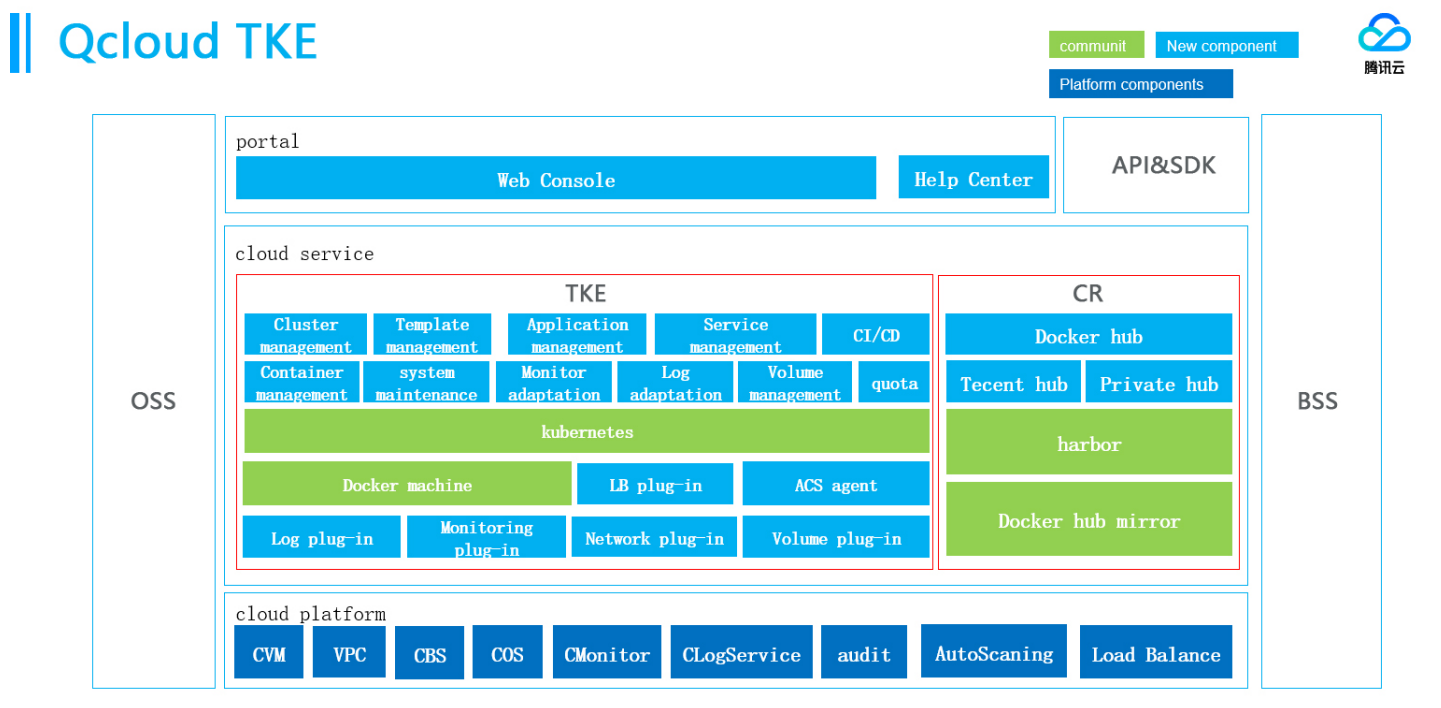 Qcloud TKE
communit
New component
Platform components
腾讯云
OSS
portal
Web Console
Help Center
API&SDK
BSS
cloud service
TKE
Cluster
management
Template
management
Application
management
Service
management
CI/CD
Container
management
system
maintenance
Monitor
adaptation
Log
adaptation
Volume
management
quota
kubernetes
Docker machine
LB plug-in
ACS agent
Log plug-in
Monitoring
plug-in
Network plug-in
Volume plug-in
CR
Docker hub
Tecent hub
Private hub
harbor
Docker hub mirror
cloud platform
CVM
VPC
CBS
COS
CMonitor
CLogService
audit
AutoScaning
Load Balance